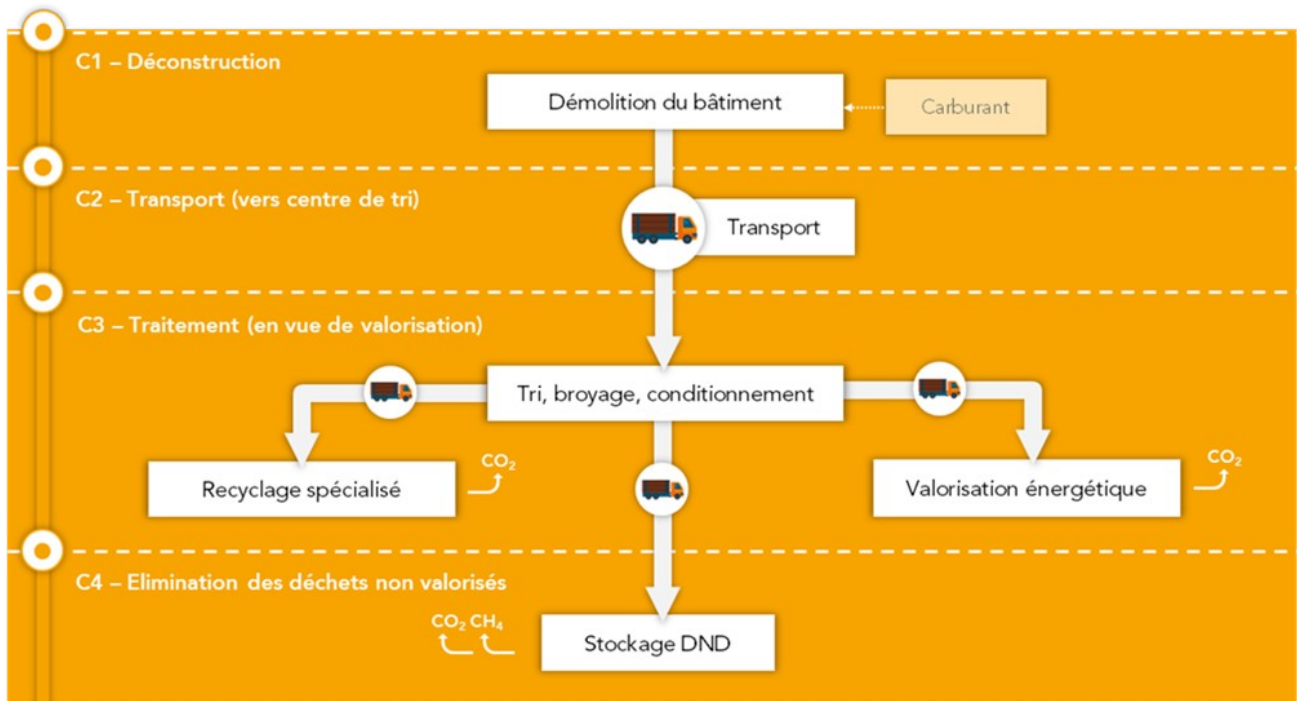 C1 – Déconstruction
Démolition du bâtiment
Carburant
C2 – Transport (vers centre de tri)
Transport
C3 – Traitement (en vue de valorisation)
Tri, broyage, conditionnement
Recyclage spécialisé
CO₂
Valorisation énergétique
CO₂
C4 – Elimination des déchets non valorisés
CO₂ CH₄
Stockage DND